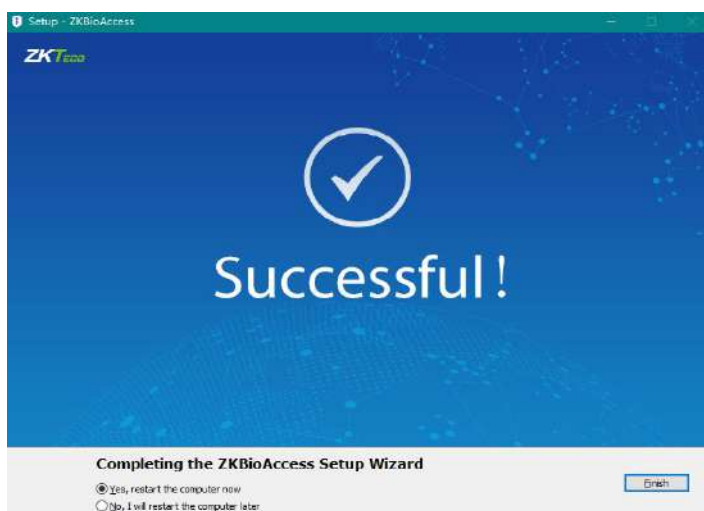 Setup - ZKBioAccess
ZKTECO
Successful!
Completing the ZKBioAccess Setup Wizard
Yes, restart the computer now
Finish
No, I will restart the computer later